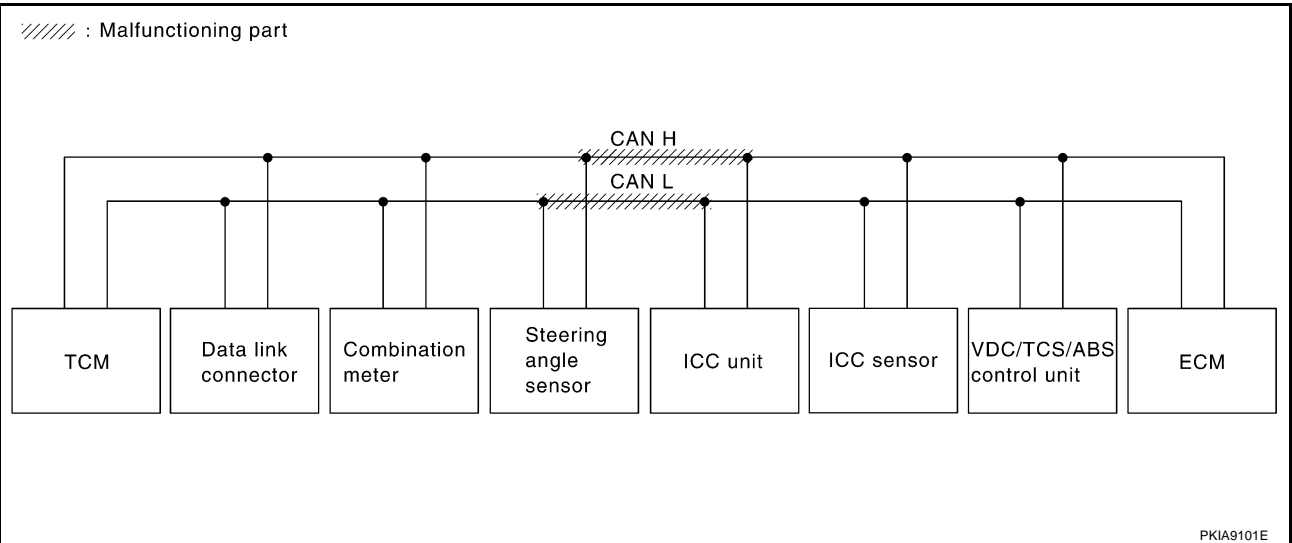 : Malfunctioning part
CAN H
CAN L
TCM
Data link
connector
Combination
meter
Steering
angle
sensor
ICC unit
ICC sensor
VDC/TCS/ABS
control unit
ECM
PKIA9101E